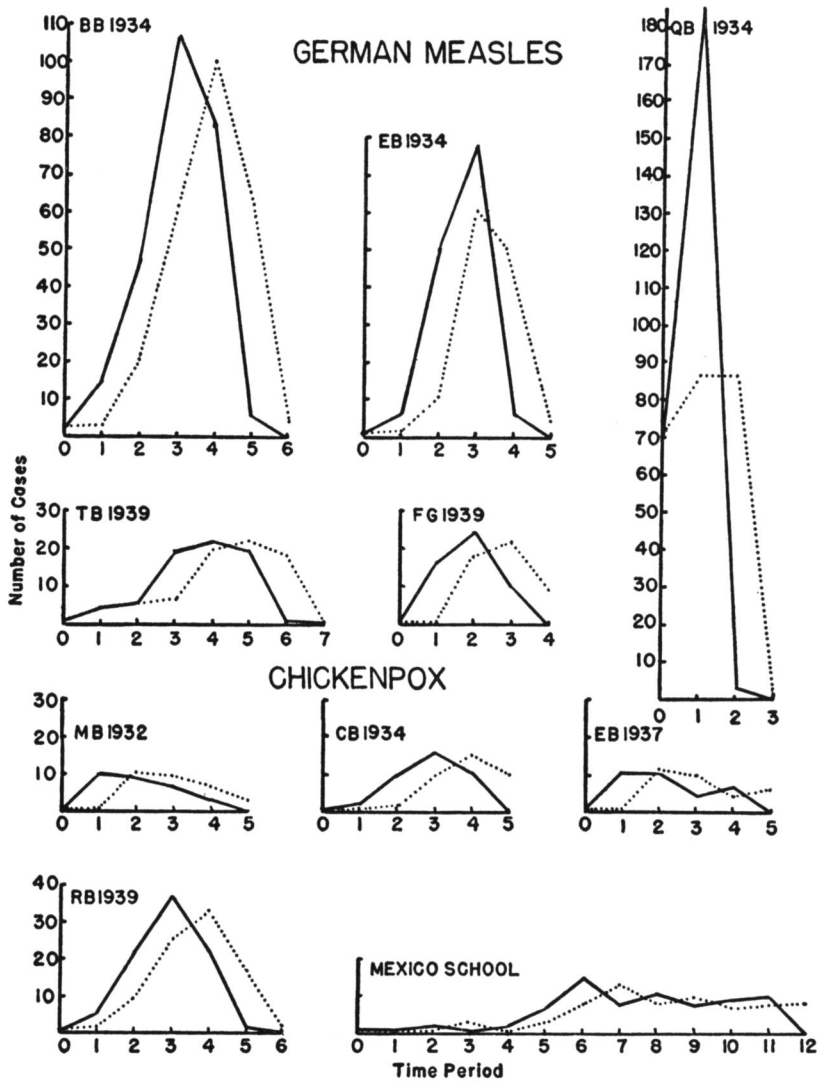 GERMAN MEASLES
BB 1934
110
100
90
80
70
60
50
40
30
20
10
0 1 2 3 4 5 6
EB 1934
0 1 2 3 4 5
QB 1934
180
170
160
150
140
130
120
110
100
90
80
70
60
50
40
30
20
10
0 1 2 3
Number of Cases
TB 1939
30
20
10
0 1 2 3 4 5 6 7
FG 1939
0 1 2 3 4
CHICKENPOX
MB 1932
30
20
10
0 1 2 3 4 5
CB 1934
0 1 2 3 4 5
EB 1937
0 1 2 3 4 5
RB 1939
40
30
20
10
0 1 2 3 4 5 6
MEXICO SCHOOL
0 1 2 3 4 5 6 7 8 9 10 11 12
Time Period